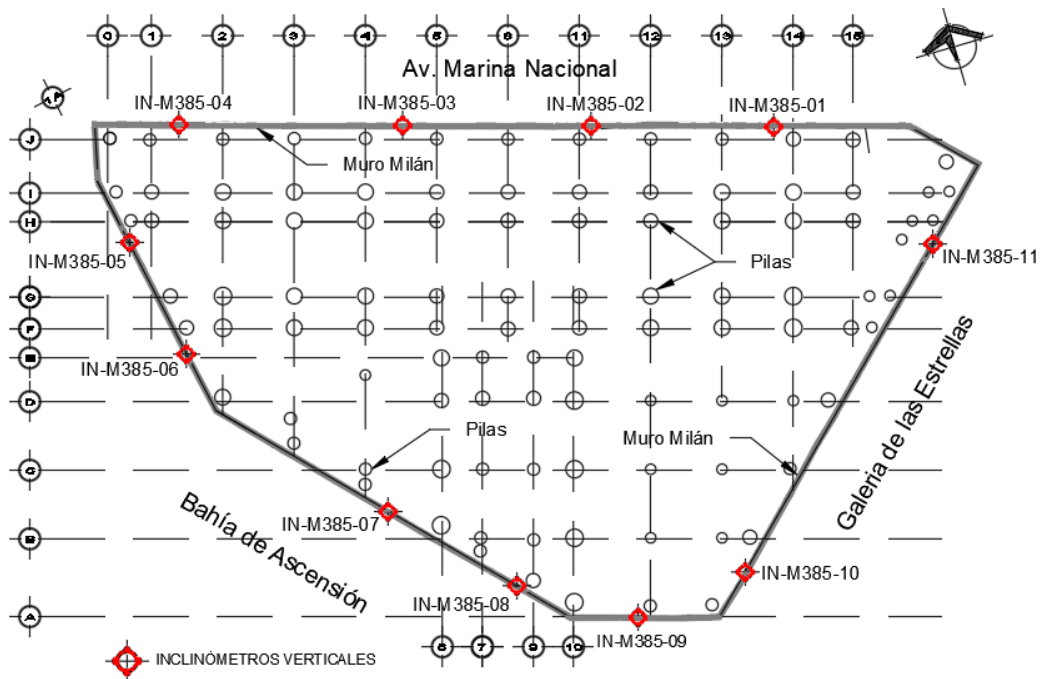 0 1 2 3 4 5 8 11 12 13 14 15
Av. Marina Nacional
IN-M385-04
IN-M385-03
IN-M385-02
IN-M385-01
J
Muro Milán
I
H
IN-M385-05
IN-M385-11
Pilas
G
F
E
IN-M385-06
D
Pilas
Muro Milán
Galeria de las Estrellas
C
IN-M385-07
Bahía de Ascensión
B
IN-M385-10
IN-M385-08
A
IN-M385-09
6 7 9 10
INCLINÓMETROS VERTICALES